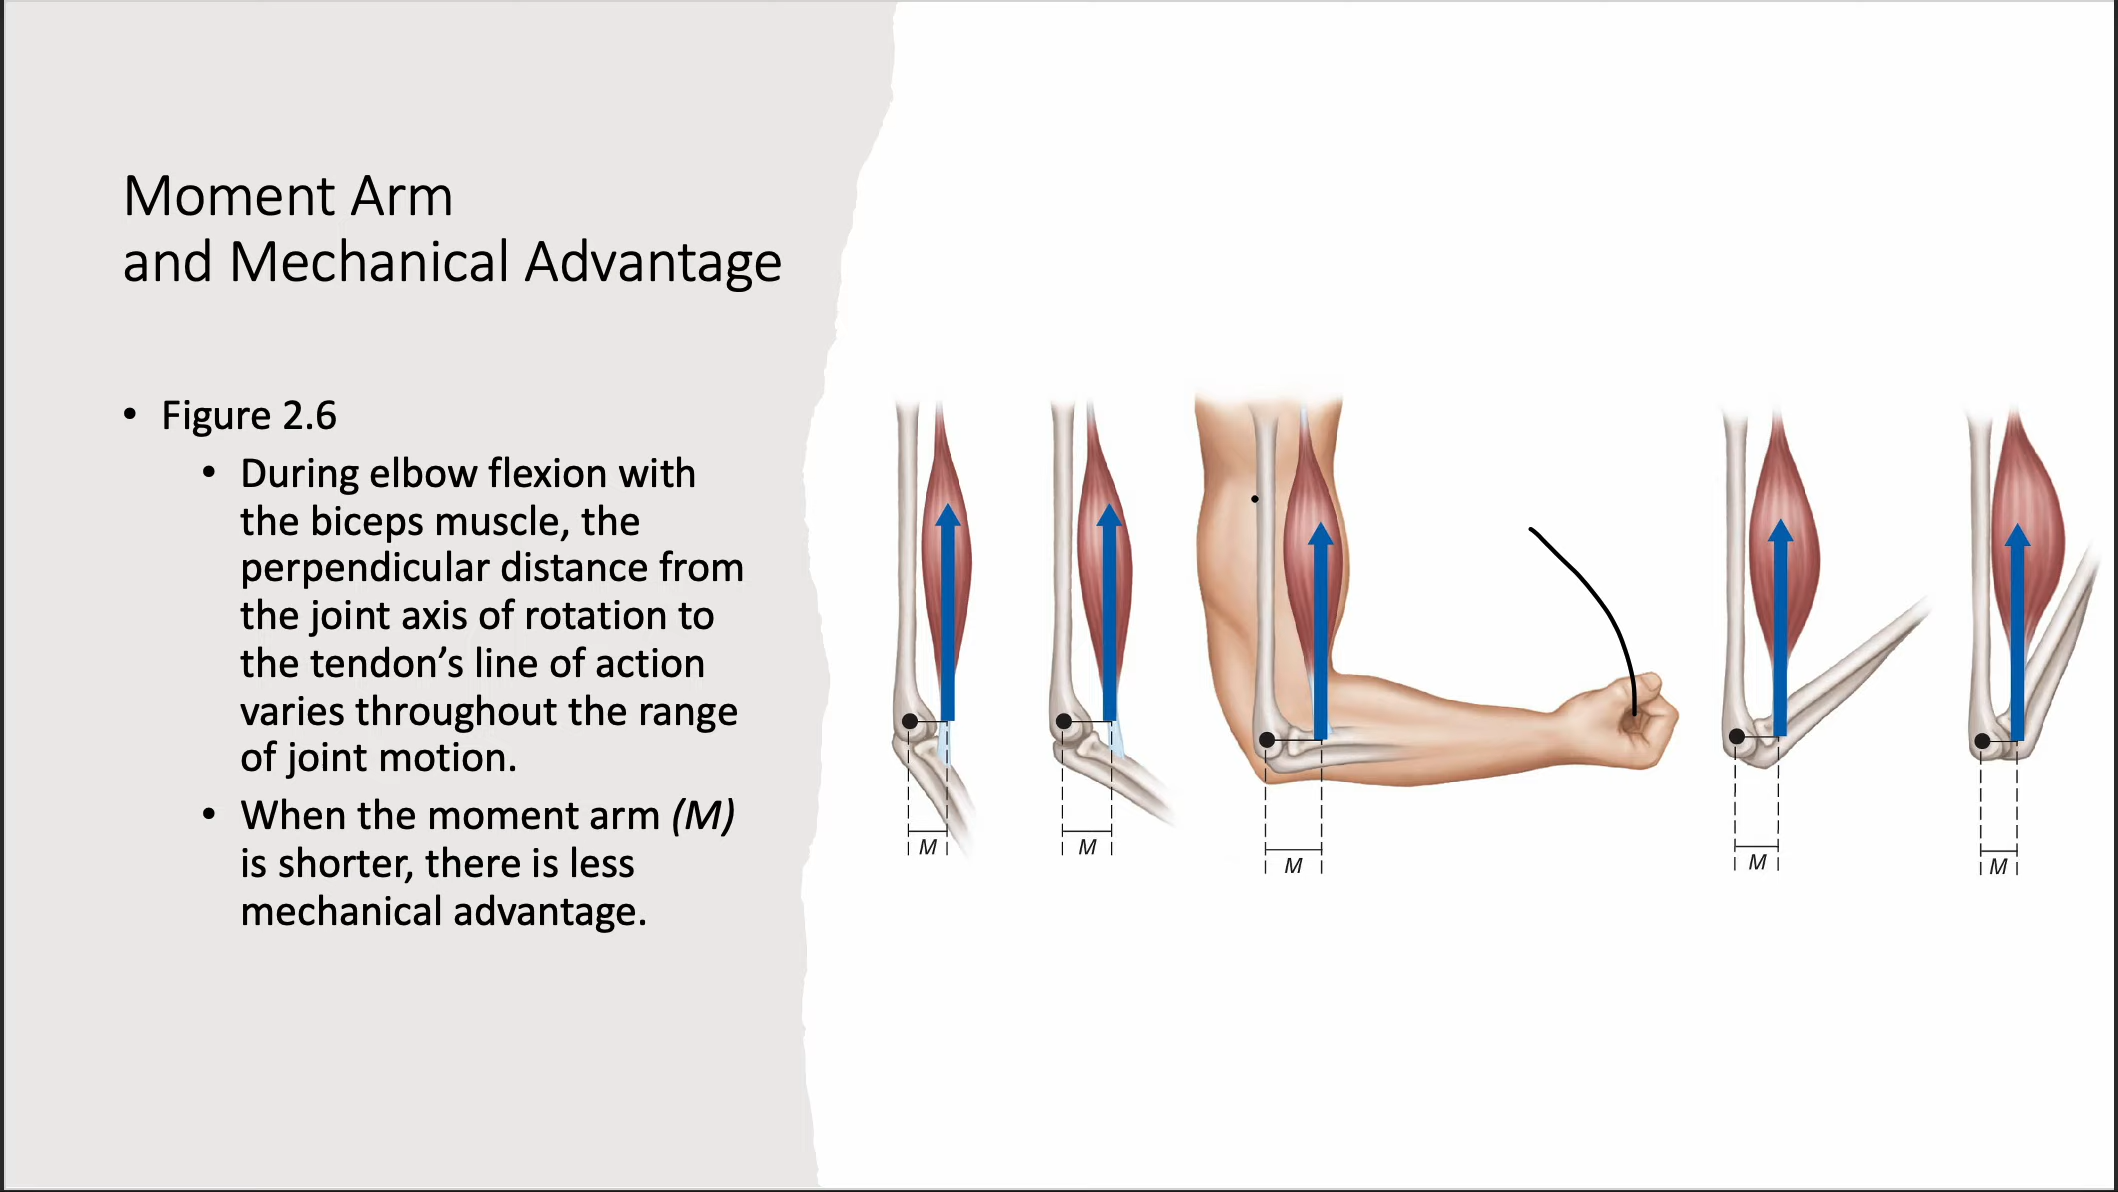 Moment Arm
and Mechanical Advantage
• Figure 2.6
• During elbow flexion with
the biceps muscle, the
perpendicular distance from
the joint axis of rotation to
the tendon’s line of action
varies throughout the range
of joint motion.
• When the moment arm (M)
is shorter, there is less
mechanical advantage.
M
M
M
M
M